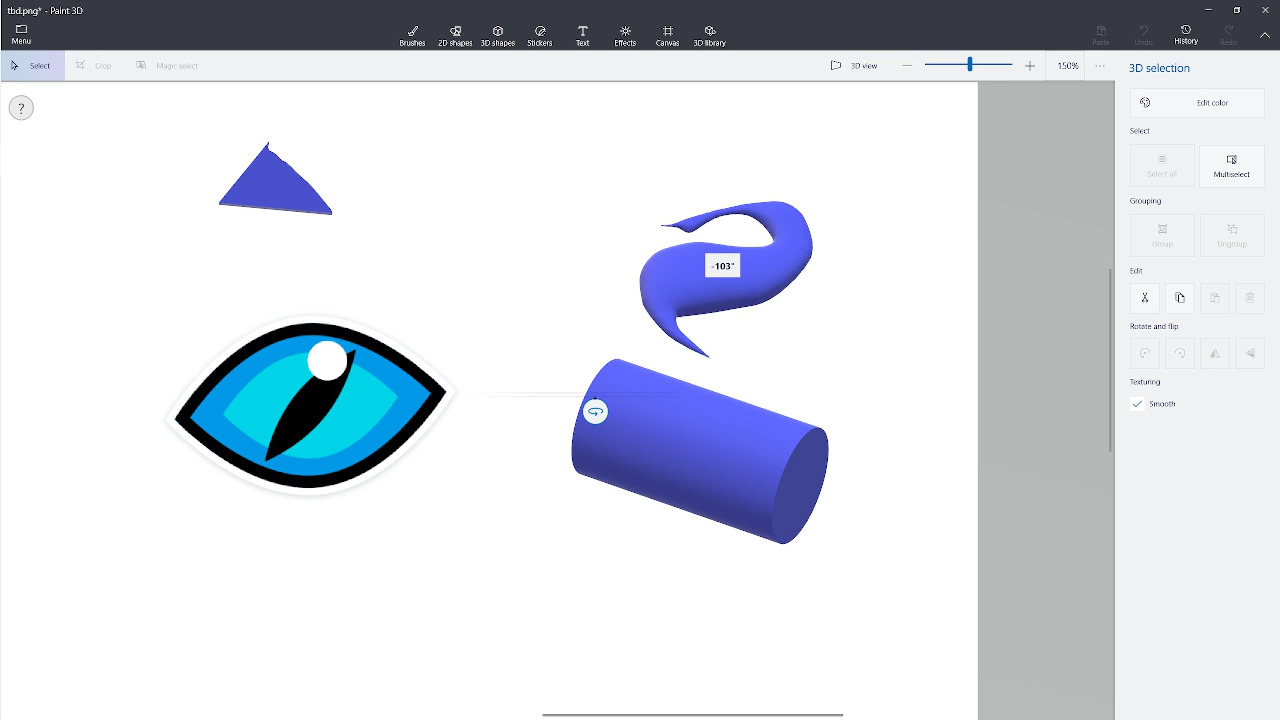 tbd.png* - Paint 3D
Menu
Brushes
2D shapes
3D shapes
Stickers
Text
Effects
Canvas
3D library
Paste
Undo
History
Redo
Select
Crop
Magic select
3D view
150%
3D selection
?
Edit color
Select
Select all
Multiselect
Grouping
Group
Ungroup
Edit
-103°
Rotate and flip
Texturing
Smooth